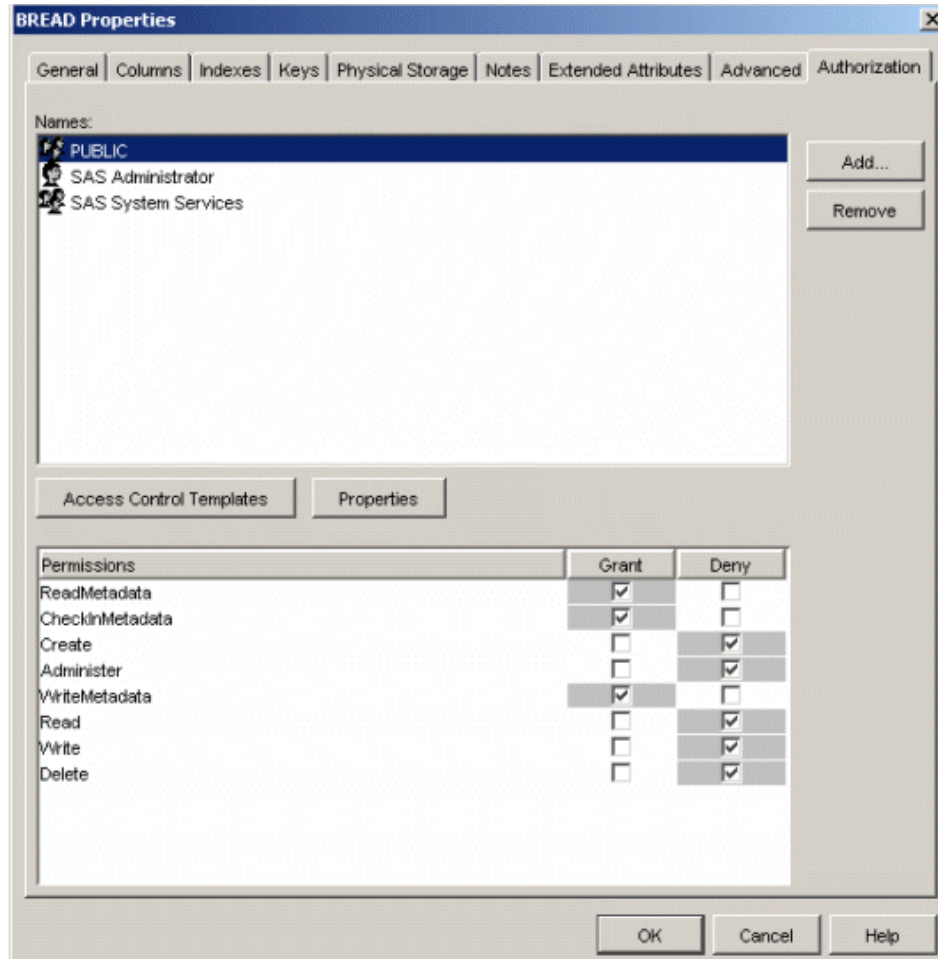 BREAD Properties
General Columns Indexes Keys Physical Storage Notes Extended Attributes Advanced Authorization
Names:
PUBLIC
Add...
SAS Administrator
SAS System Services
Remove
Access Control Templates Properties
Permissions Grant Deny
ReadMetadata
CheckInMetadata
Create
Administer
WriteMetadata
Read
Write
Delete
OK Cancel Help